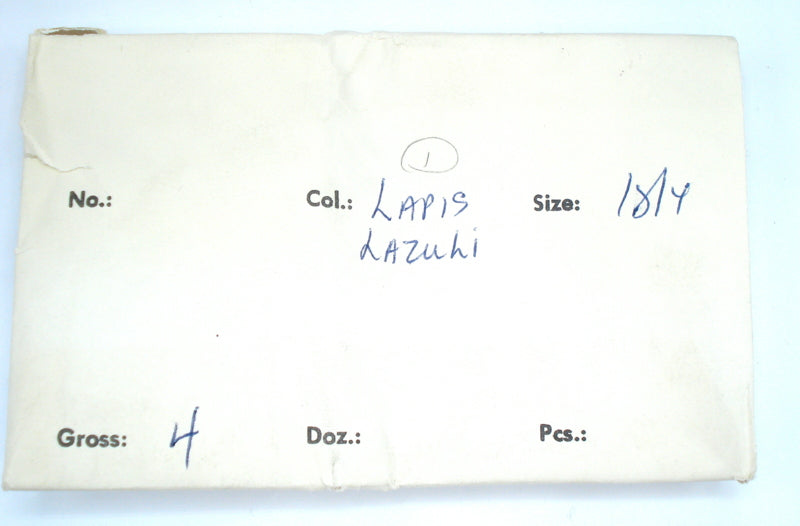 1
No.: Col.: LAPIS Size: 18/4
LAZULI
Gross: 4 Doz.: Pcs.: